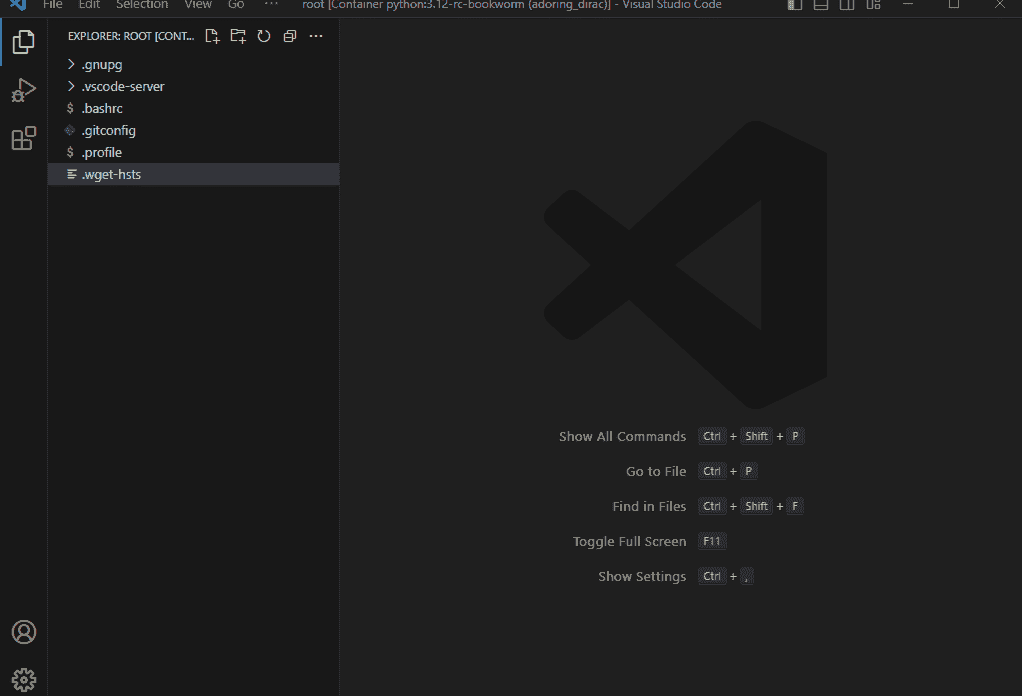 File Edit Selection View Go ··· root [Container python:3.12-rc-bookworm (adoring_dirac)] - Visual Studio Code
EXPLORER: ROOT [CONT...
.gnupg
.vscode-server
$ .bashrc
.gitconfig
$ .profile
.wget-hsts
Show All Commands Ctrl + Shift + P
Go to File Ctrl + P
Find in Files Ctrl + Shift + F
Toggle Full Screen F11
Show Settings Ctrl + ,